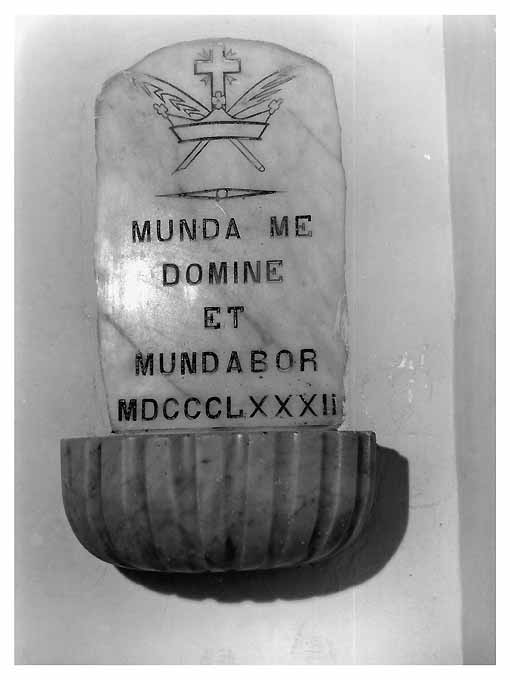 MUNDA ME
DOMINE
ET
MUNDABOR
MDCCCLXXXIi